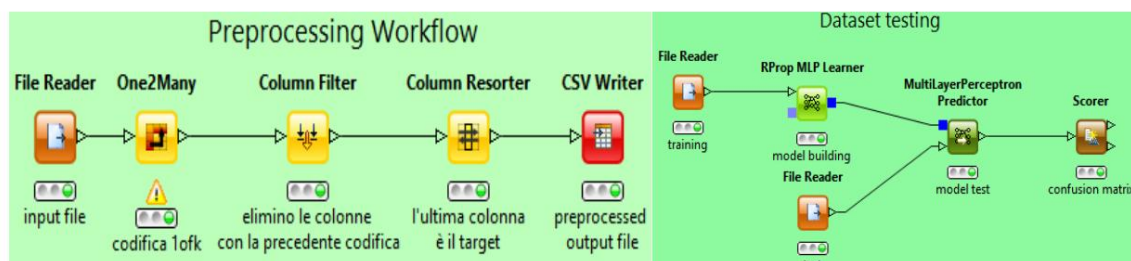 Preprocessing Workflow
File Reader
One2Many
Column Filter
Column Resorter
CSV Writer
input file
codifica 1ofk
elimino le colonne
con la precedente codifica
l'ultima colonna
è il target
preprocessed
output file
Dataset testing
File Reader
RProp MLP Learner
MultiLayerPerceptron
Predictor
Scorer
training
model building
File Reader
model test
confusion matrix